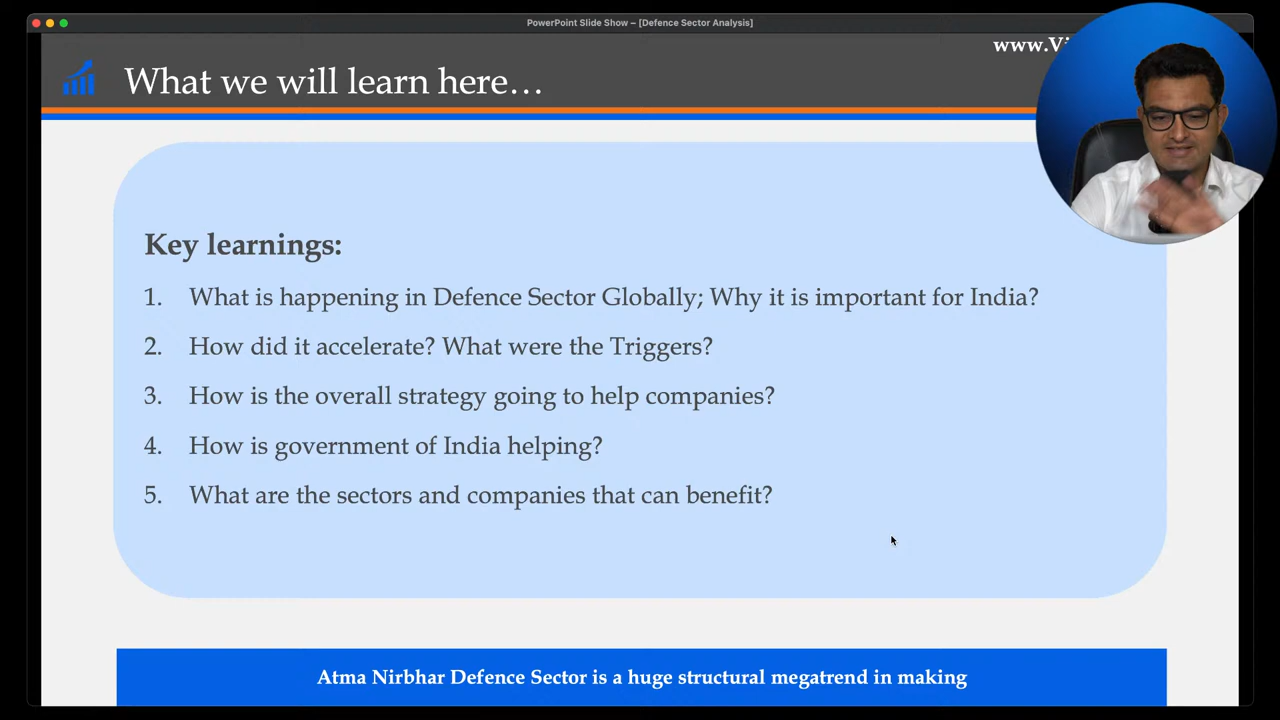 PowerPoint Slide Show – [Defence Sector Analysis]
What we will learn here…
Key learnings:
1. What is happening in Defence Sector Globally; Why it is important for India?
2. How did it accelerate? What were the Triggers?
3. How is the overall strategy going to help companies?
4. How is government of India helping?
5. What are the sectors and companies that can benefit?
Atma Nirbhar Defence Sector is a huge structural megatrend in making